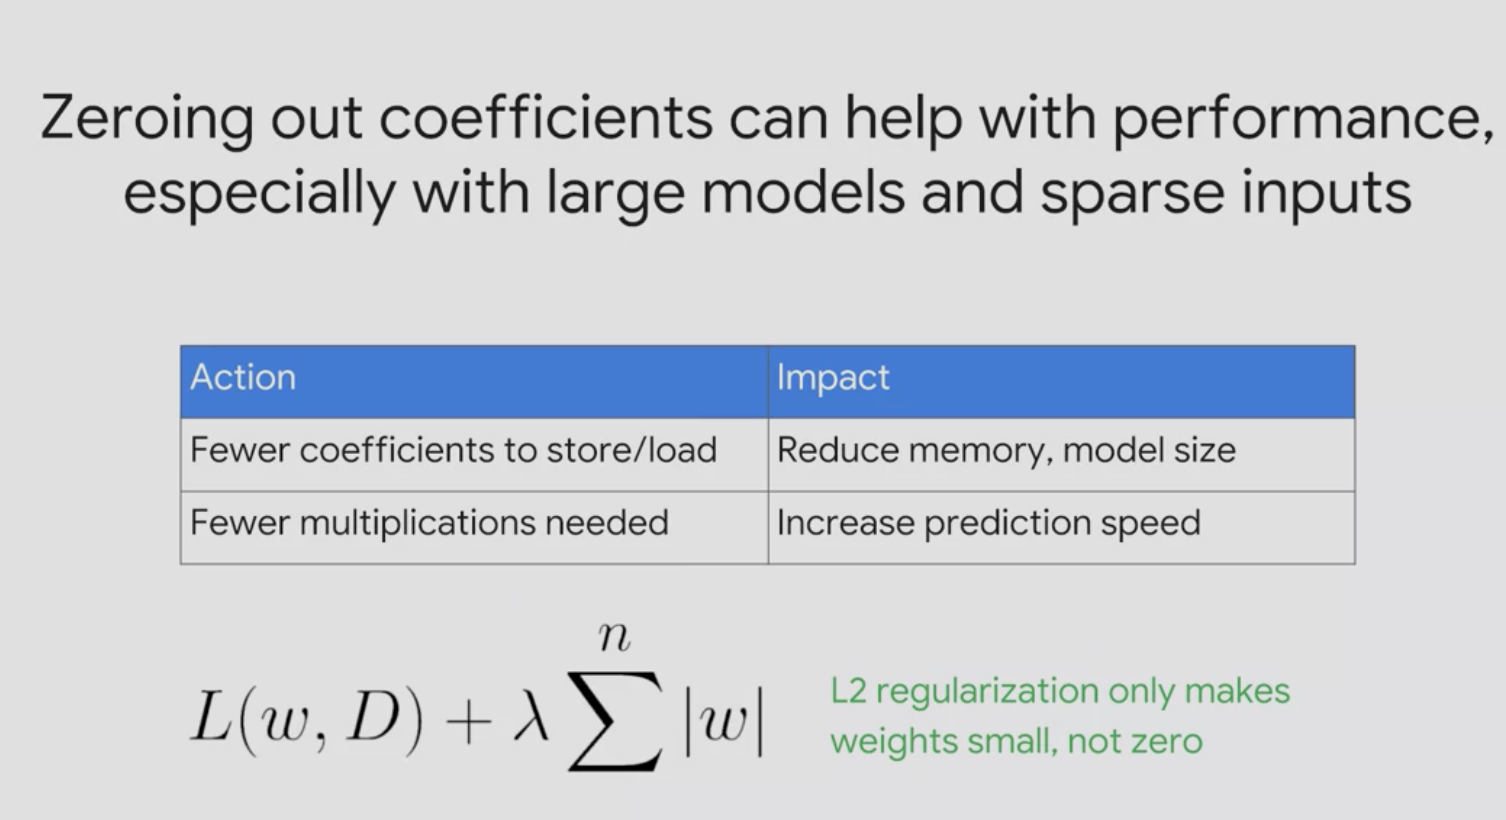 Zeroing out coefficients can help with performance,
especially with large models and sparse inputs
Action Impact
Fewer coefficients to store/load Reduce memory, model size
Fewer multiplications needed Increase prediction speed
n
L(w, D) + λ ∑ |w|
L2 regularization only makes
weights small, not zero